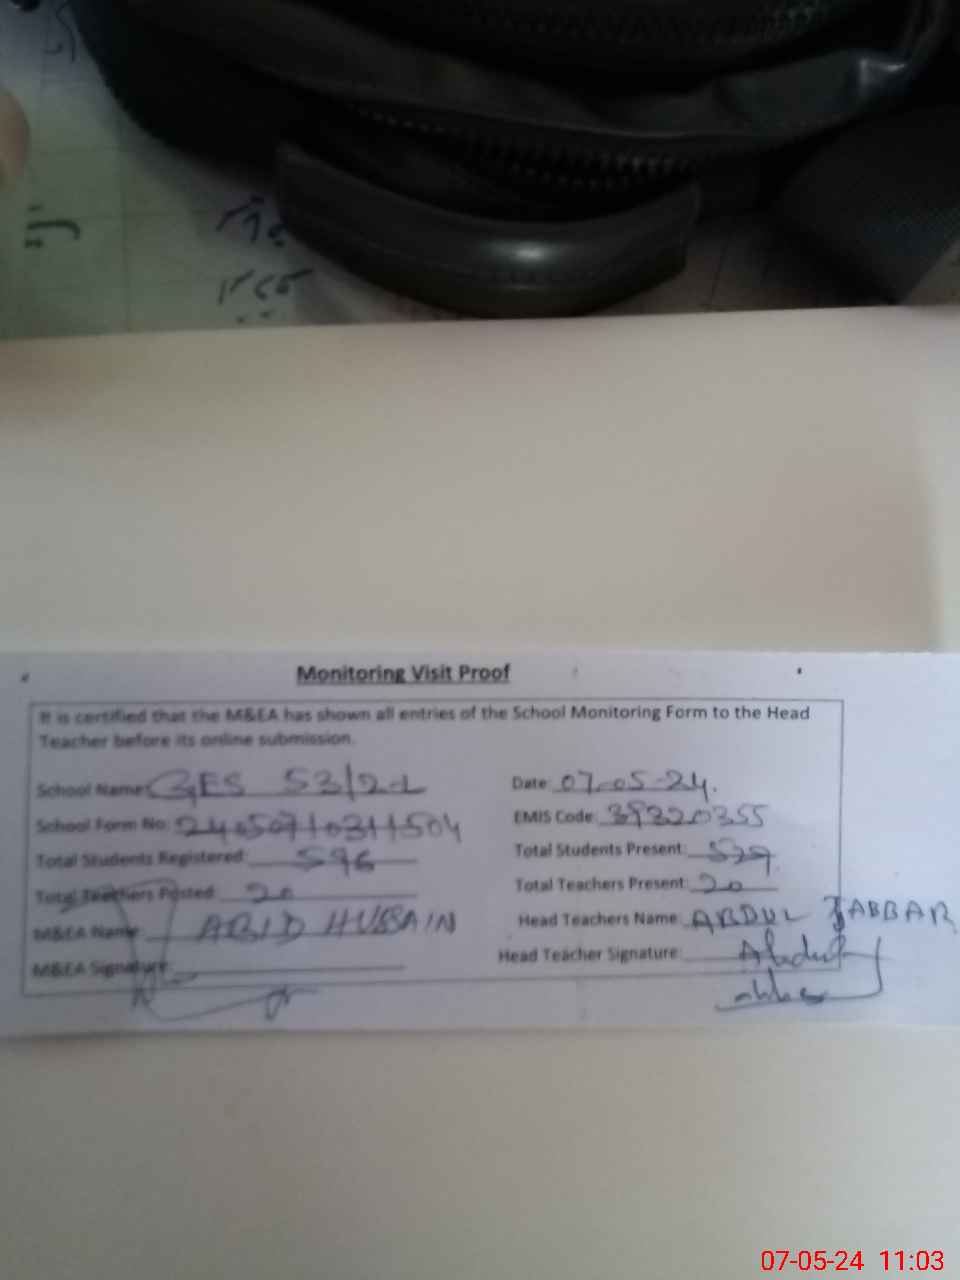 Monitoring Visit Proof
It is certified that the M&EA has shown all entries of the School Monitoring Form to the Head
Teacher before its online submission.
School Name: GES 53/2-L Date: 07-05-24.
School Form No: EMIS Code: 39320355
Total Students Registered: 596 Total Students Present: 529
Total Teachers Posted: 20 Total Teachers Present: 20
M&EA Name: ABID HUSSAIN Head Teachers Name: ABDUL JABBAR
M&EA Signature: Head Teacher Signature: Abdul
07-05-24 11:03